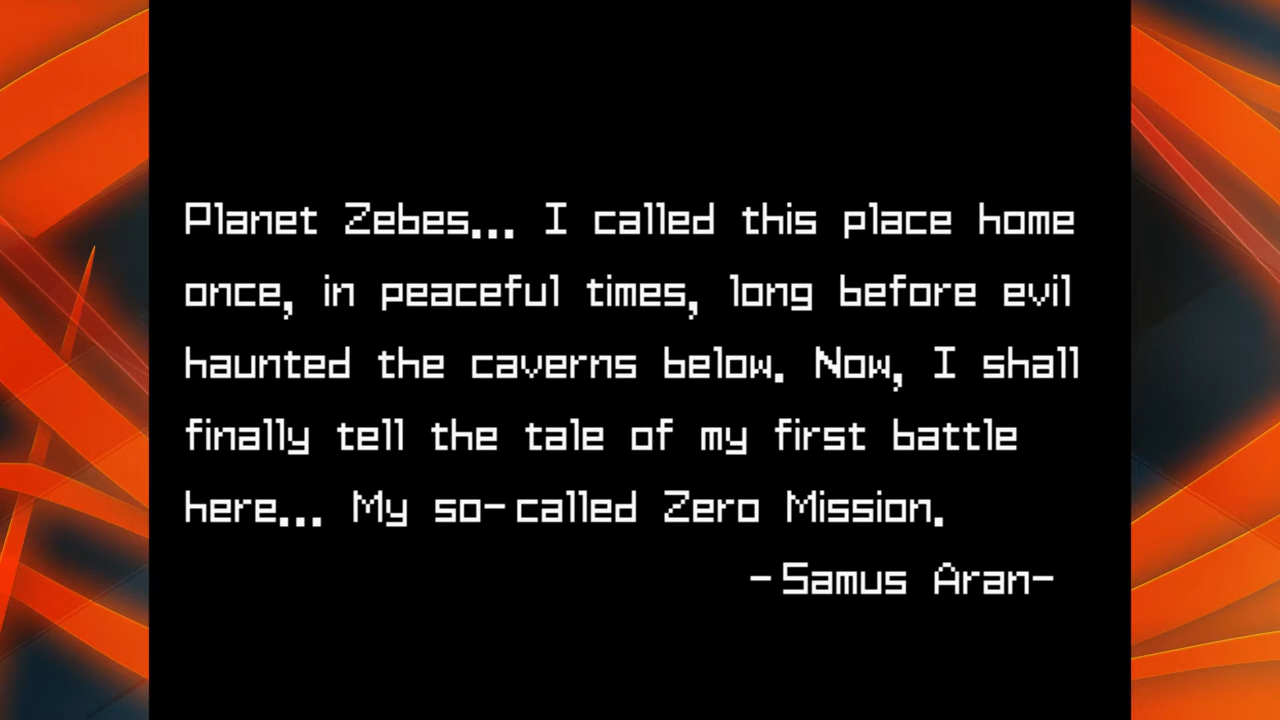 Planet Zebes... I called this place home
once, in peaceful times, long before evil
haunted the caverns below. Now, I shall
finally tell the tale of my first battle
here... My so-called Zero Mission.
-Samus Aran-